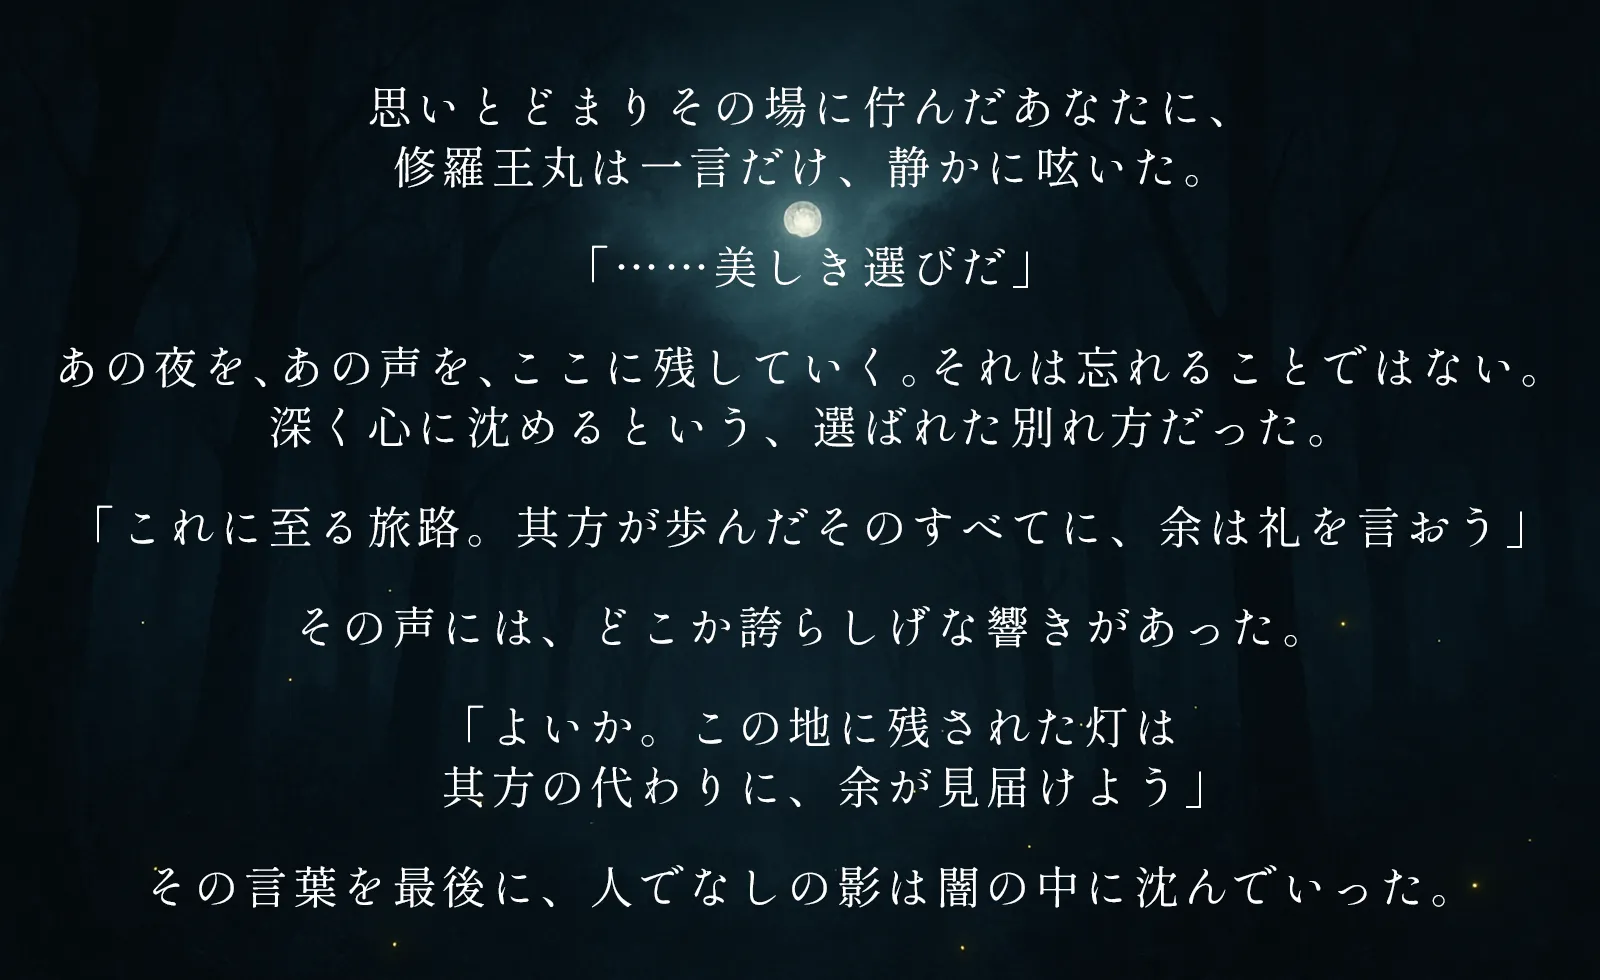 思いとどまりその場に佇んだあなたに、
修羅王丸は一言だけ、静かに呟いた。
「……美しき選びだ」
あの夜を、あの声を、ここに残していく。それは忘れることではない。
深く心に沈めるという、選ばれた別れ方だった。
「これに至る旅路。其方が歩んだそのすべてに、余は礼を言おう」
その声には、どこか誇らしげな響きがあった。
「よいか。この地に残された灯は
其方の代わりに、余が見届けよう」
その言葉を最後に、人でなしの影は闇の中に沈んでいった。